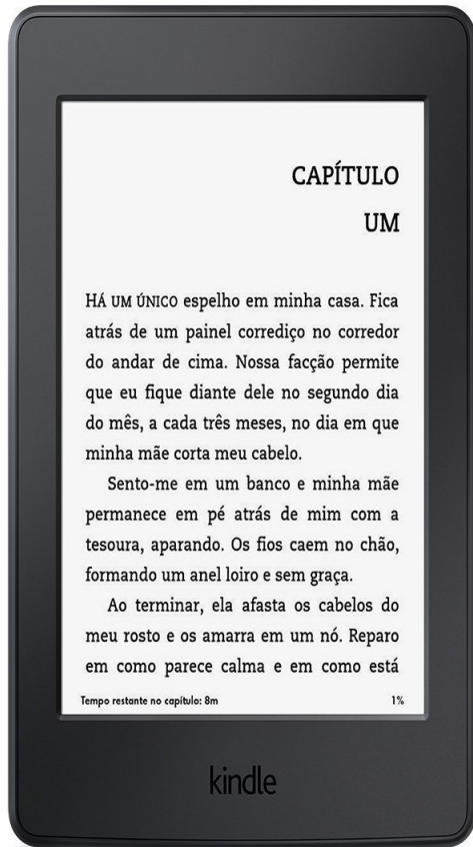 CAPÍTULO
UM
HÁ UM ÚNICO espelho em minha casa. Fica
atrás de um painel corrediço no corredor
do andar de cima. Nossa facção permite
que eu fique diante dele no segundo dia
do mês, a cada três meses, no dia em que
minha mãe corta meu cabelo.
Sento-me em um banco e minha mãe
permanece em pé atrás de mim com a
tesoura, aparando. Os fios caem no chão,
formando um anel loiro e sem graça.
Ao terminar, ela afasta os cabelos do
meu rosto e os amarra em um nó. Reparo
em como parece calma e em como está
Tempo restante no capítulo: 8m 1%
kindle